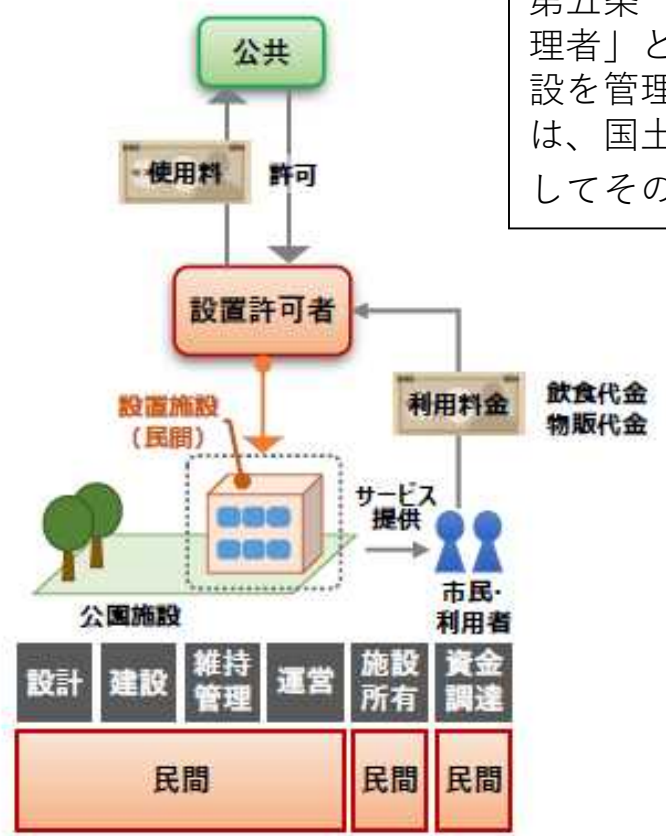 第五条
理者」と
設を管理
は、国土
してその
公共
使用料
許可
設置許可者
設置施設
（民間）
利用料金
飲食代金
物販代金
サービス
提供
市民・
利用者
公園施設
設計
建設
維持
管理
運営
施設
所有
資金
調達
民間
民間
民間